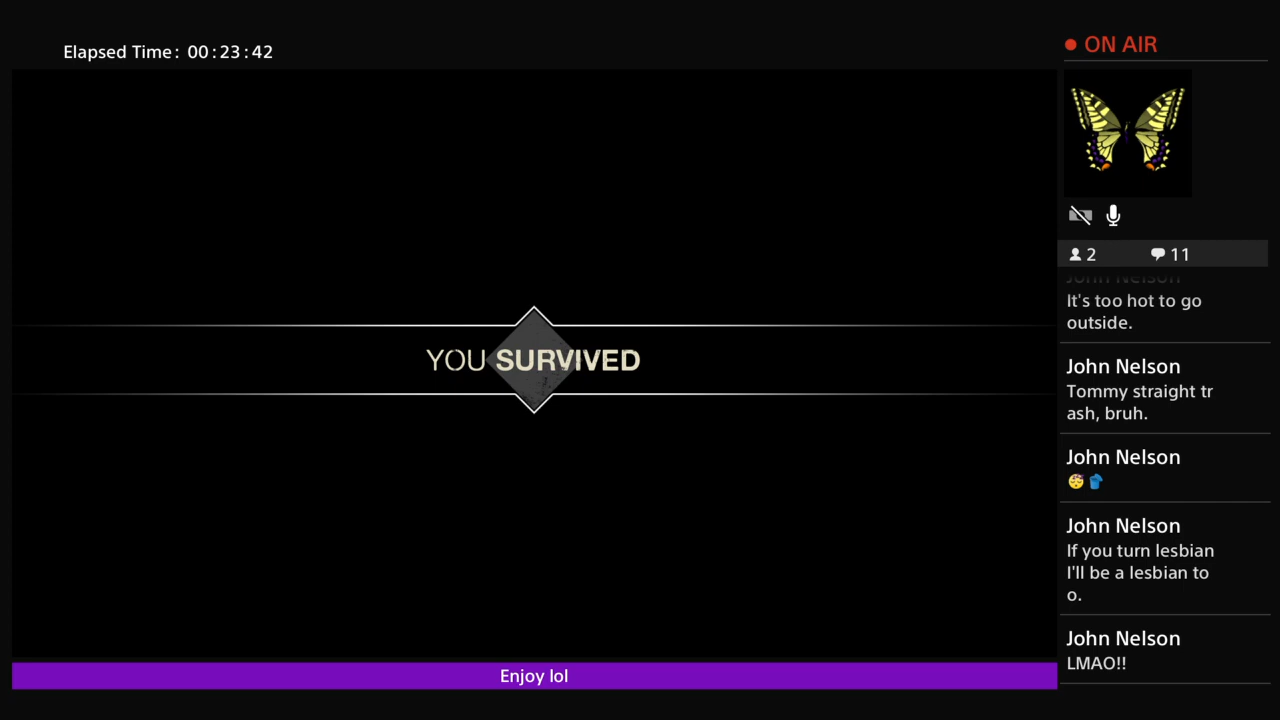 Elapsed Time: 00:23:42
ON AIR
2 11
John Nelson
It's too hot to go
outside.
John Nelson
Tommy straight tr
ash, bruh.
John Nelson
😴🗑
John Nelson
If you turn lesbian
I'll be a lesbian to
o.
John Nelson
LMAO!!
YOU SURVIVED
Enjoy lol